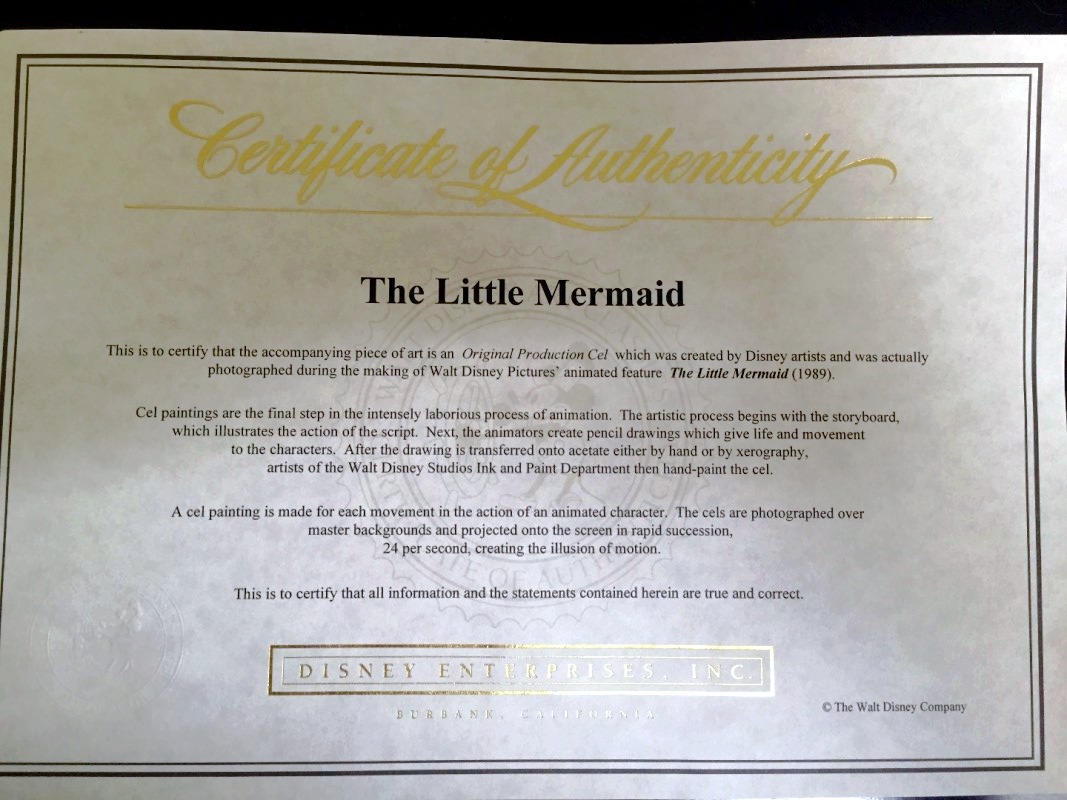 Certificate of Authenticity
The Little Mermaid
This is to certify that the accompanying piece of art is an Original Production Cel which was created by Disney artists and was actually
photographed during the making of Walt Disney Pictures' animated feature The Little Mermaid (1989).
Cel paintings are the final step in the intensely laborious process of animation. The artistic process begins with the storyboard,
which illustrates the action of the script. Next, the animators create pencil drawings which give life and movement
to the characters. After the drawing is transferred onto acetate either by hand or by xerography,
artists of the Walt Disney Studios Ink and Paint Department then hand-paint the cel.
A cel painting is made for each movement in the action of an animated character. The cels are photographed over
master backgrounds and projected onto the screen in rapid succession,
24 per second, creating the illusion of motion.
This is to certify that all information and the statements contained herein are true and correct.
DISNEY ENTERPRISES, INC.
BURBANK, CALIFORNIA
© The Walt Disney Company